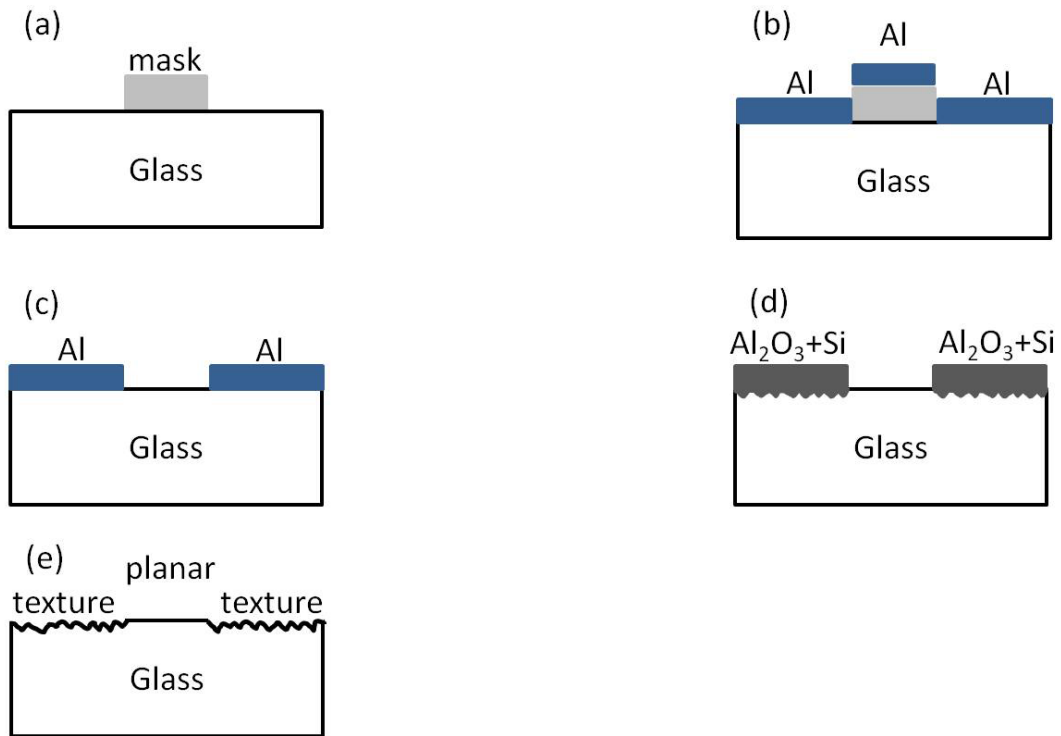 (a)
mask
Glass
(b)
Al
Al Al
Glass
(c)
Al Al
Glass
(d)
Al₂O₃+Si Al₂O₃+Si
Glass
(e)
planar
texture texture
Glass